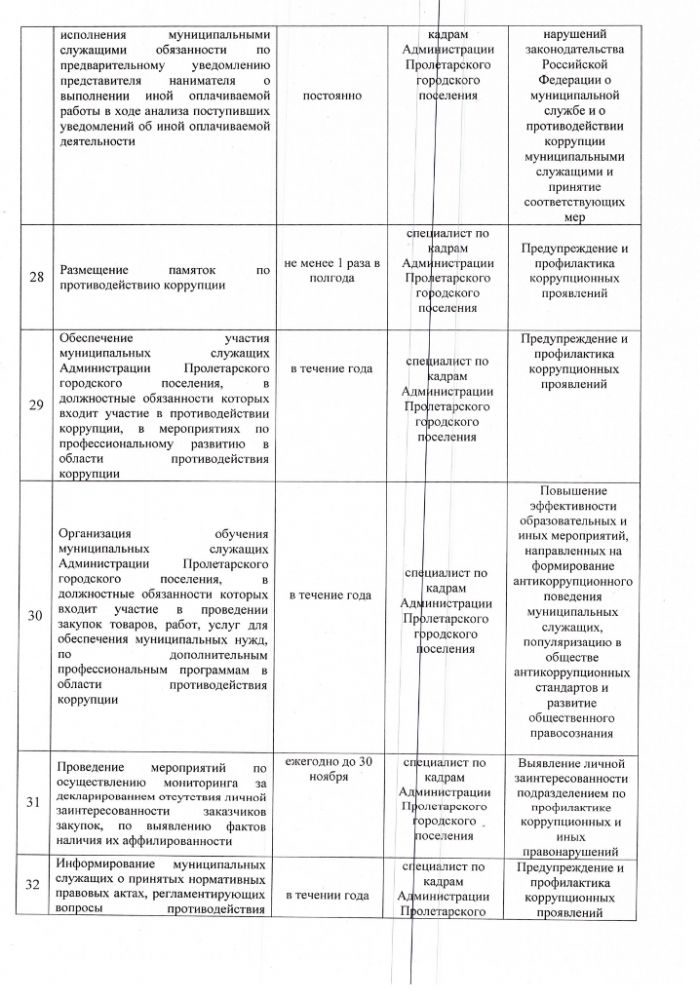 исполнения муниципальными
служащими обязанности по
предварительному уведомлению
представителя нанимателя о
выполнении иной оплачиваемой
работы в ходе анализа поступивших
уведомлений об иной оплачиваемой
деятельности
постоянно
кадрам
Администрации
Пролетарского
городского
поселения
нарушений
законодательства
Российской
Федерации о
муниципальной
службе и о
противодействии
коррупции
муниципальными
служащими и
принятие
соответствующих
мер
28
Размещение памяток по
противодействию коррупции
не менее 1 раза в
полгода
специалист по
кадрам
Администрации
Пролетарского
городского
поселения
Предупреждение и
профилактика
коррупционных
проявлений
29
Обеспечение участия
муниципальных служащих
Администрации Пролетарского
городского поселения, в
должностные обязанности которых
входит участие в противодействии
коррупции, в мероприятиях по
профессиональному развитию в
области противодействия
коррупции
в течение года
специалист по
кадрам
Администрации
Пролетарского
городского
поселения
Предупреждение и
профилактика
коррупционных
проявлений
30
Организация обучения
муниципальных служащих
Администрации Пролетарского
городского поселения, в
должностные обязанности которых
входит участие в проведении
закупок товаров, работ, услуг для
обеспечения муниципальных нужд,
по дополнительным
профессиональным программам в
области противодействия
коррупции
в течение года
специалист по
кадрам
Администрации
Пролетарского
городского
поселения
Повышение
эффективности
образовательных и
иных мероприятий,
направленных на
формирование
антикоррупционного
поведения
муниципальных
служащих,
популяризацию в
обществе
антикоррупционных
стандартов и
развитие
общественного
правосознания
31
Проведение мероприятий по
осуществлению мониторинга за
декларированием отсутствия личной
заинтересованности заказчиков
закупок, по выявлению фактов
наличия их аффилированности
ежегодно до 30
ноября
специалист по
кадрам
Администрации
Пролетарского
городского
поселения
Выявление личной
заинтересованности
подразделением по
профилактике
коррупционных и
иных
правонарушений
32
Информирование муниципальных
служащих о принятых нормативных
правовых актах, регламентирующих
вопросы противодействия
в течении года
специалист по
кадрам
Администрации
Пролетарского
Предупреждение и
профилактика
коррупционных
проявлений